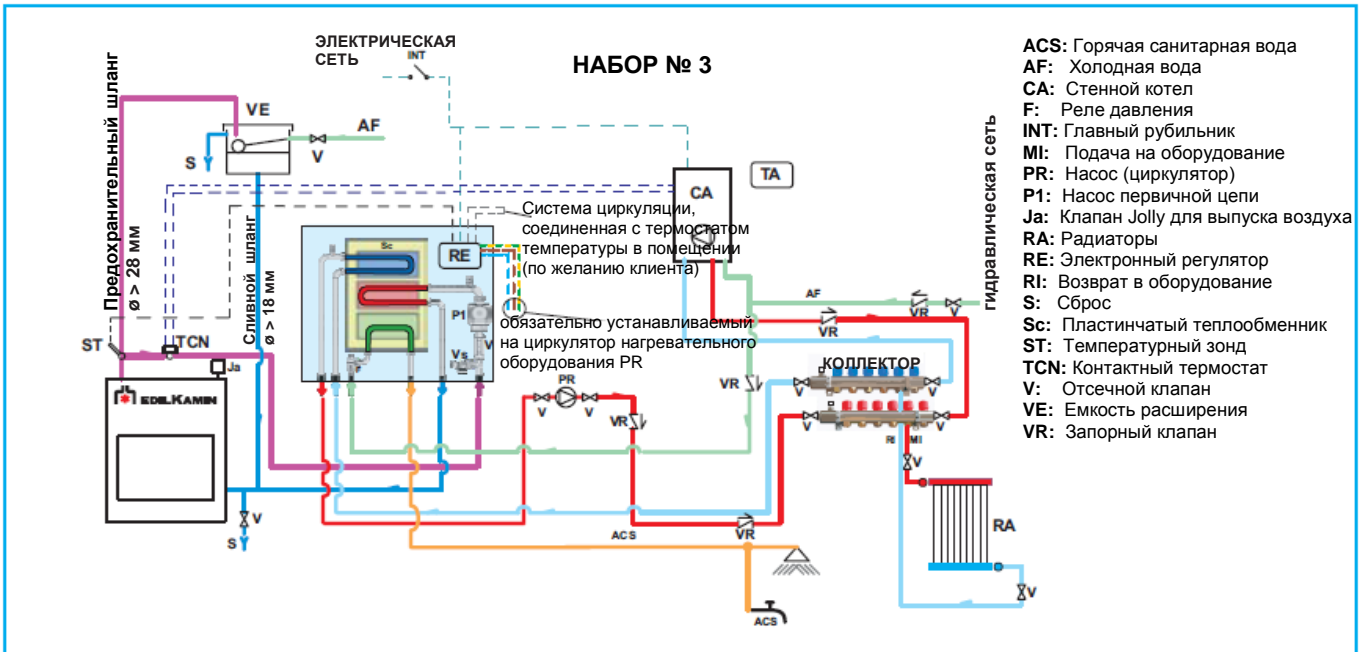 ЭЛЕКТРИЧЕСКАЯ
СЕТЬ
INT
НАБОР № 3
Предохранительный шланг
ø > 28 мм
VE
AF
V
S
Сливной шланг
ø > 18 мм
ST
TCN
Ja
EDILKAMIN
V
S
Sc
RE
P1
V
Vs
Система циркуляции,
соединенная с термостатом
температуры в помещении
(по желанию клиента)
обязательно устанавливаемый
на циркулятор нагревательного
оборудования PR
CA
TA
гидравлическая сеть
AF
VR
V
VR
КОЛЛЕКТОР
V
V
V
V
VR
PR
V
V
VR
RI
MI
V
VR
ACS
RA
V
ACS
ACS: Горячая санитарная вода
AF: Холодная вода
CA: Стенной котел
F: Реле давления
INT: Главный рубильник
MI: Подача на оборудование
PR: Насос (циркулятор)
P1: Насос первичной цепи
Ja: Клапан Jolly для выпуска воздуха
RA: Радиаторы
RE: Электронный регулятор
RI: Возврат в оборудование
S: Сброс
Sc: Пластинчатый теплообменник
ST: Температурный зонд
TCN: Контактный термостат
V: Отсечной клапан
VE: Емкость расширения
VR: Запорный клапан